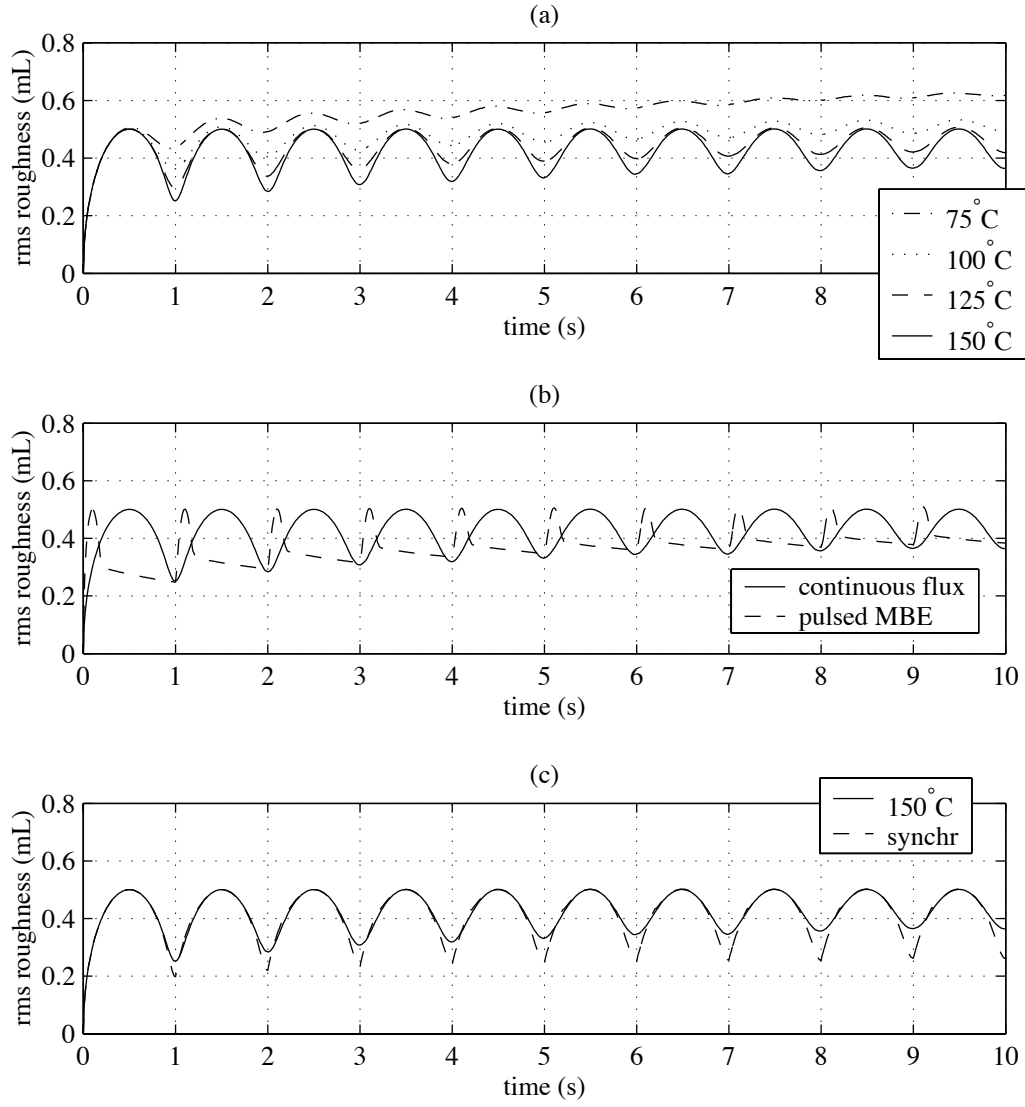 (a)
0.8
0.6
0.4
0.2
0
rms roughness (mL)
0 1 2 3 4 5 6 7 8
time (s)
75°C
100°C
125°C
150°C
(b)
0.8
0.6
0.4
0.2
0
rms roughness (mL)
continuous flux
pulsed MBE
0 1 2 3 4 5 6 7 8 9 10
time (s)
(c)
150°C
synchr
0.8
0.6
0.4
0.2
0
rms roughness (mL)
0 1 2 3 4 5 6 7 8 9 10
time (s)